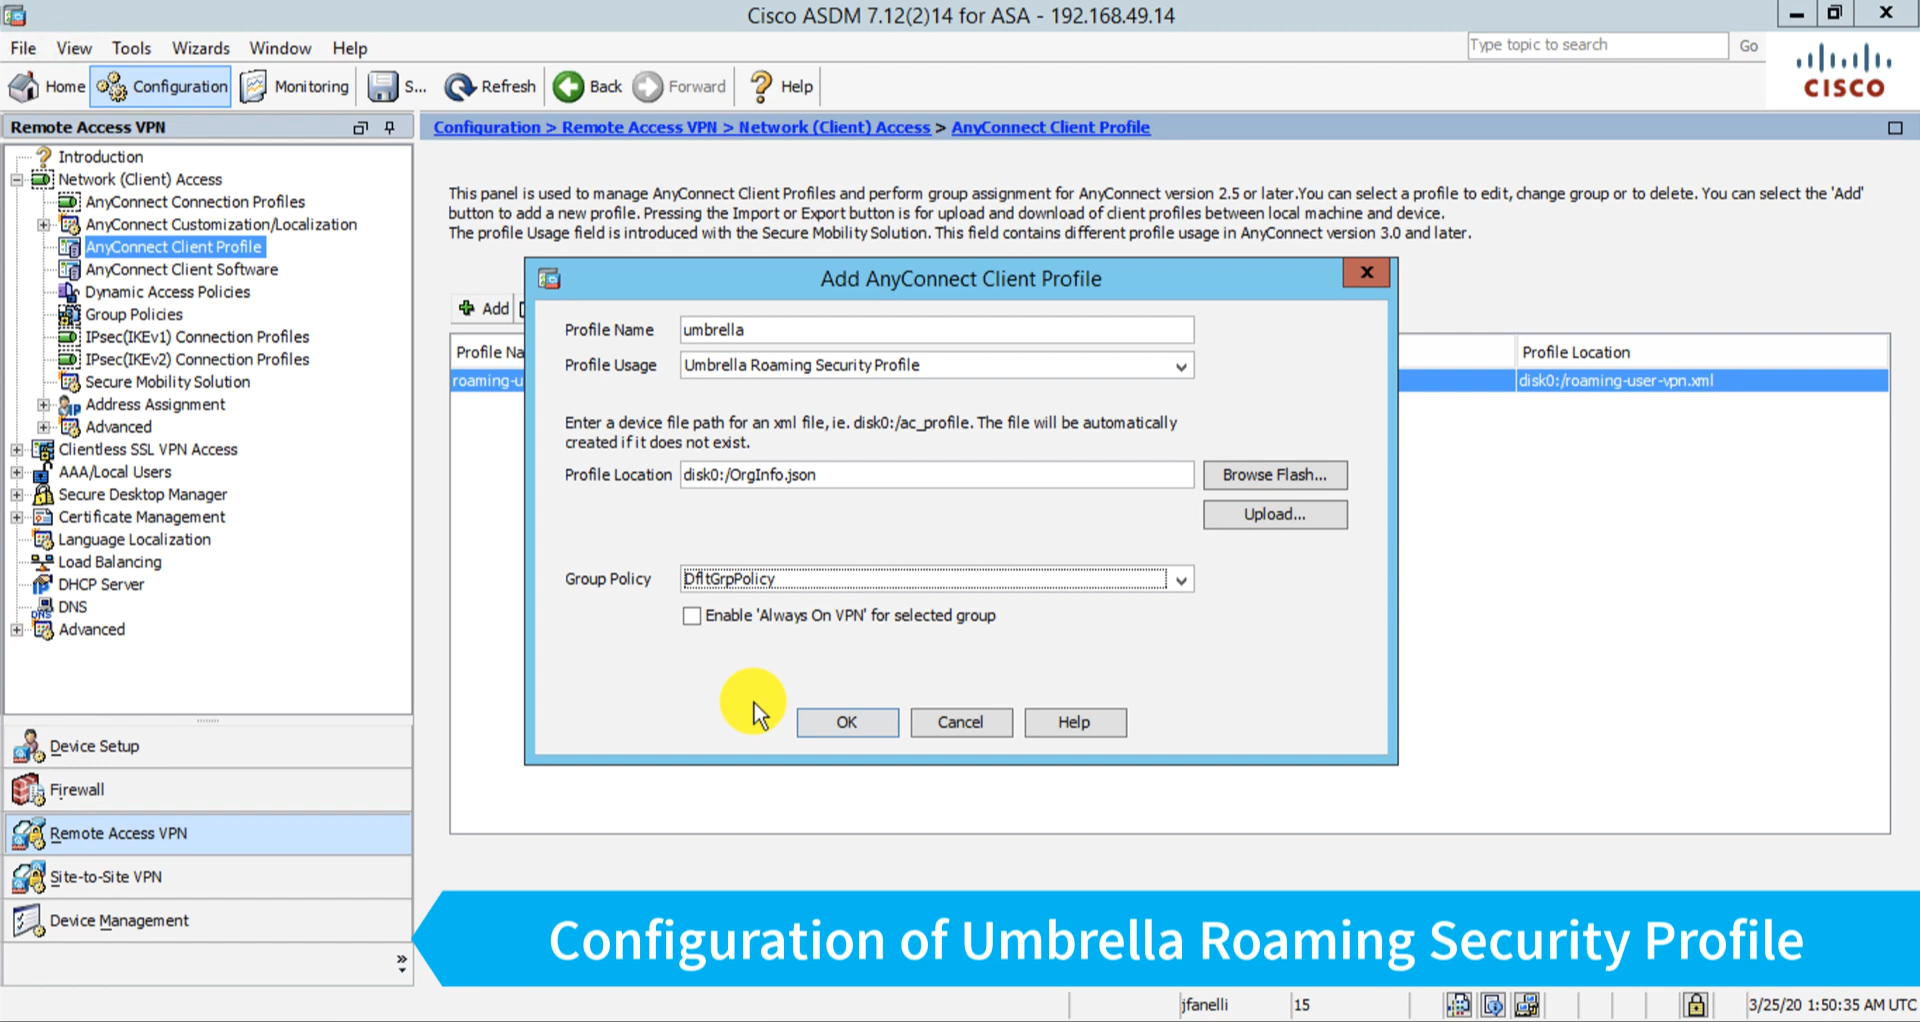 Cisco ASDM 7.12(2)14 for ASA - 192.168.49.14
File View Tools Wizards Window Help
Type topic to search Go
Home Configuration Monitoring S... Refresh Back Forward Help
CISCO
Remote Access VPN
Configuration > Remote Access VPN > Network (Client) Access > AnyConnect Client Profile
Introduction
Network (Client) Access
AnyConnect Connection Profiles
AnyConnect Customization/Localization
AnyConnect Client Profile
AnyConnect Client Software
Dynamic Access Policies
Group Policies
IPsec(IKEv1) Connection Profiles
IPsec(IKEv2) Connection Profiles
Secure Mobility Solution
Address Assignment
Advanced
Clientless SSL VPN Access
AAA/Local Users
Secure Desktop Manager
Certificate Management
Language Localization
Load Balancing
DHCP Server
DNS
Advanced
Device Setup
Firewall
Remote Access VPN
Site-to-Site VPN
Device Management
This panel is used to manage AnyConnect Client Profiles and perform group assignment for AnyConnect version 2.5 or later.You can select a profile to edit, change group or to delete. You can select the 'Add'
button to add a new profile. Pressing the Import or Export button is for upload and download of client profiles between local machine and device.
The profile Usage field is introduced with the Secure Mobility Solution. This field contains different profile usage in AnyConnect version 3.0 and later.
Add
Profile Na
Profile Location
roaming-u
disk0:/roaming-user-vpn.xml
Add AnyConnect Client Profile
Profile Name umbrella
Profile Usage Umbrella Roaming Security Profile
Enter a device file path for an xml file, ie. disk0:/ac_profile. The file will be automatically
created if it does not exist.
Profile Location disk0:/OrgInfo.json Browse Flash...
Upload...
Group Policy DfltGrpPolicy
Enable 'Always On VPN' for selected group
OK Cancel Help
Configuration of Umbrella Roaming Security Profile
jfanelli 15 3/25/20 1:50:35 AM UTC